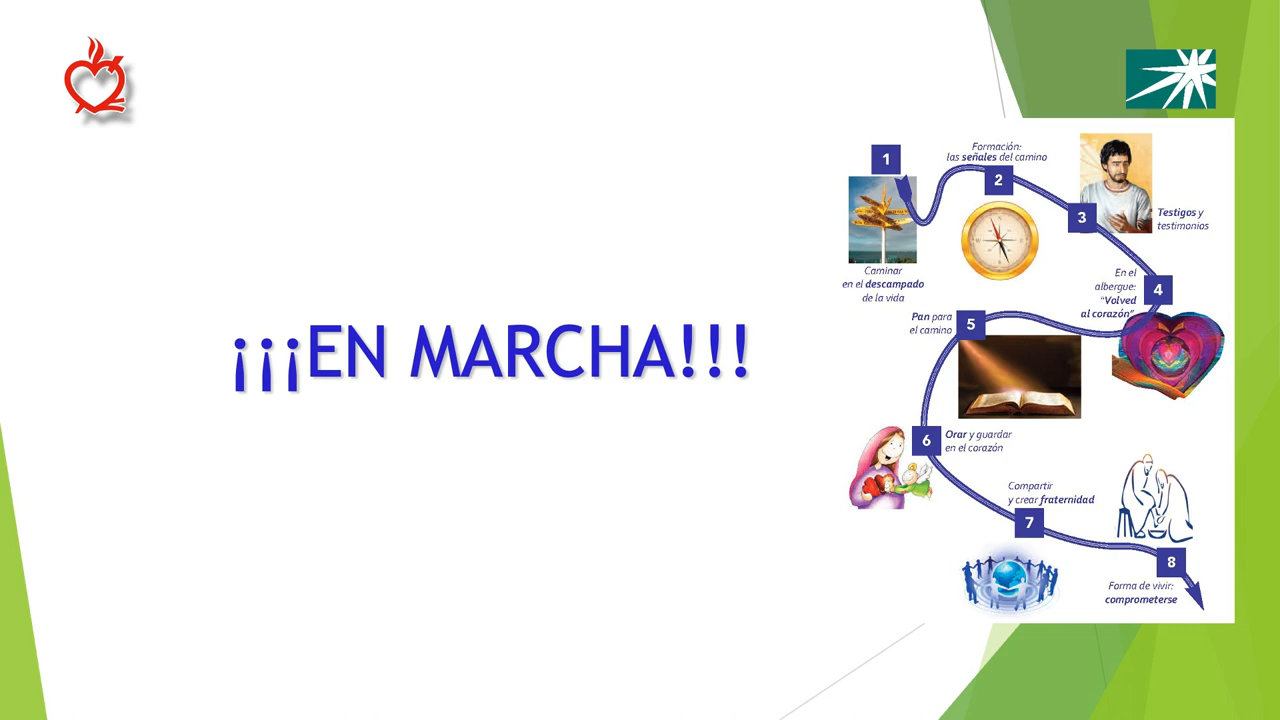 ¡¡¡EN MARCHA!!!
1
Caminar
en el descampado
de la vida
Formación:
las señales del camino
2
3
Testigos y
testimonios
En el
albergue:
"Volved
al corazón"
4
Pan para
el camino
5
6
Orar y guardar
en el corazón
Compartir
y crear fraternidad
7
8
Forma de vivir:
comprometerse